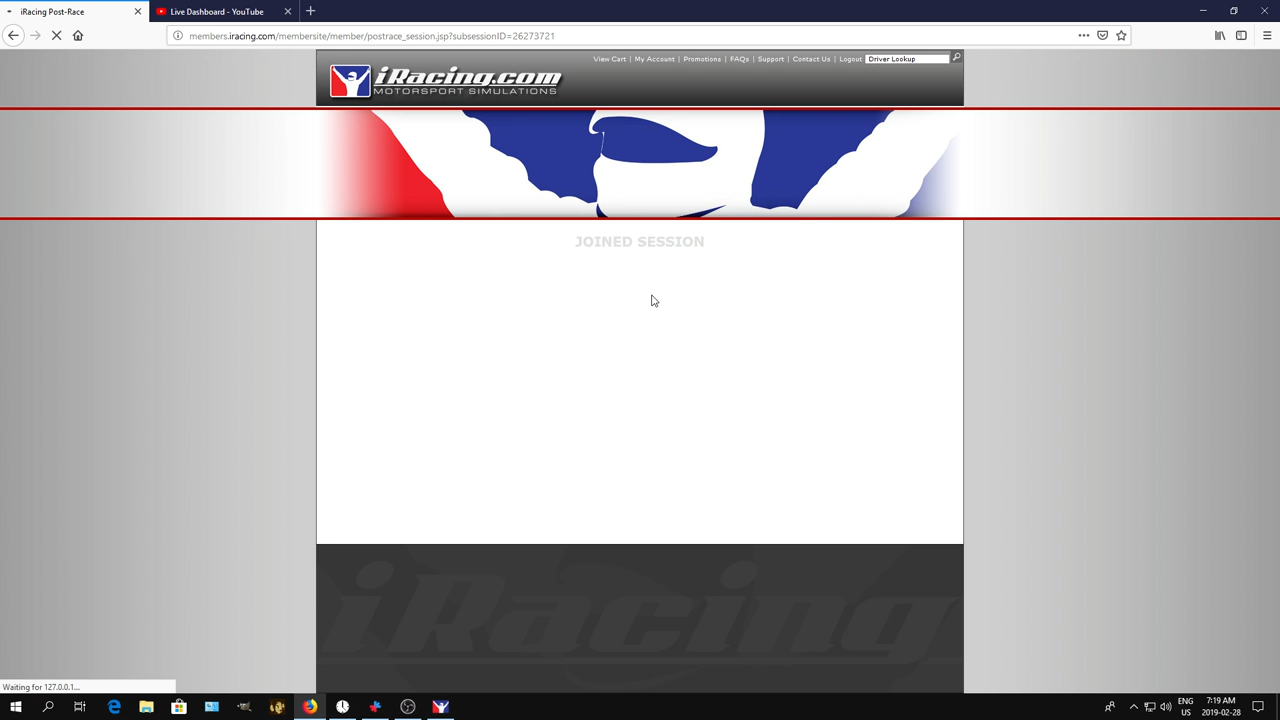 iRacing Post-Race
Live Dashboard - YouTube
members.iracing.com/membersite/member/postrace_session.jsp?subsessionID=26273721
View Cart | My Account | Promotions | FAQs | Support | Contact Us | Logout
Driver Lookup
iRacing.com
MOTORSPORT SIMULATIONS
JOINED SESSION
iRacing
Waiting for 127.0.0.1...
ENG
US
7:19 AM
2019-02-28